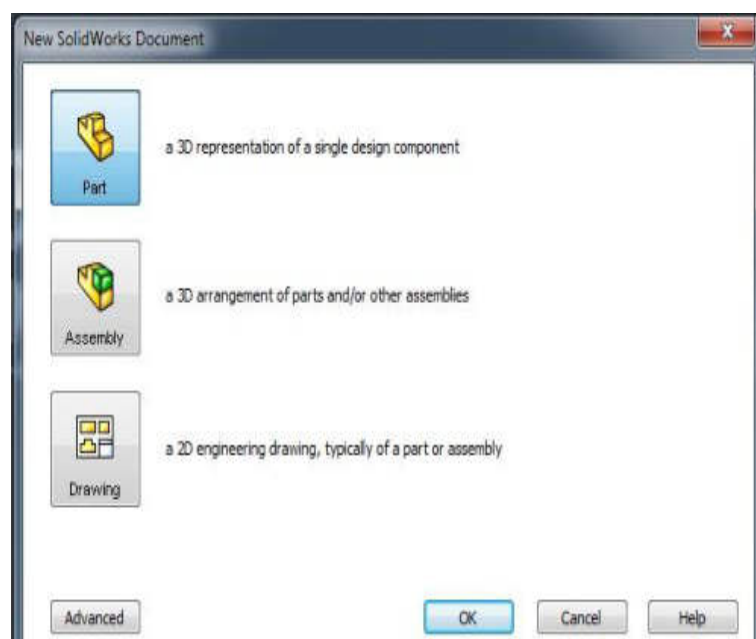 New SolidWorks Document
Part
a 3D representation of a single design component
Assembly
a 3D arrangement of parts and/or other assemblies
Drawing
a 2D engineering drawing, typically of a part or assembly
Advanced
OK
Cancel
Help